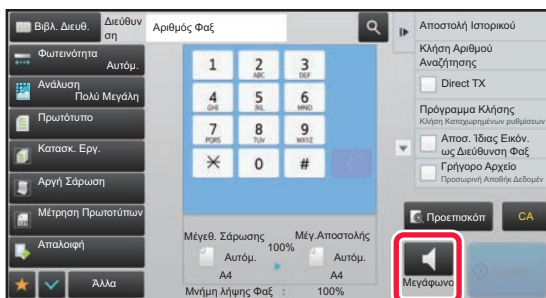 Βιβλ. Διευθ.
Διεύθυν
ση
Αριθμός Φαξ
Φωτεινότητα
Αυτόμ.
Ανάλυση
Πολύ Μεγάλη
Πρωτότυπο
Κατασκ. Εργ.
Αργή Σάρωση
Μέτρηση Πρωτοτύπων
Απαλοιφή
Άλλα
1
2
ABC
3
DEF
4
GHI
5
JKL
6
MNO
7
PQRS
8
TUV
9
WXYZ
0
#
C
Μέγεθ. Σάρωσης
100%
Μέγ.Αποστολής
Αυτόμ.
Αυτόμ.
A4
A4
Μνήμη λήψης Φαξ : 100%
Αποστολή Ιστορικού
Κλήση Αριθμού
Αναζήτησης
Direct TX
Πρόγραμμα Κλήσης
Κλήση Καταχωρημένων ρυθμίσεων
Αποσ. Ίδιας Εικόν.
ως Διεύθυνση Φαξ
Γρήγορο Αρχείο
Προσωρινή Αποθήκ Δεδομέν
Προεπισκόπ
CA
Μεγάφωνο